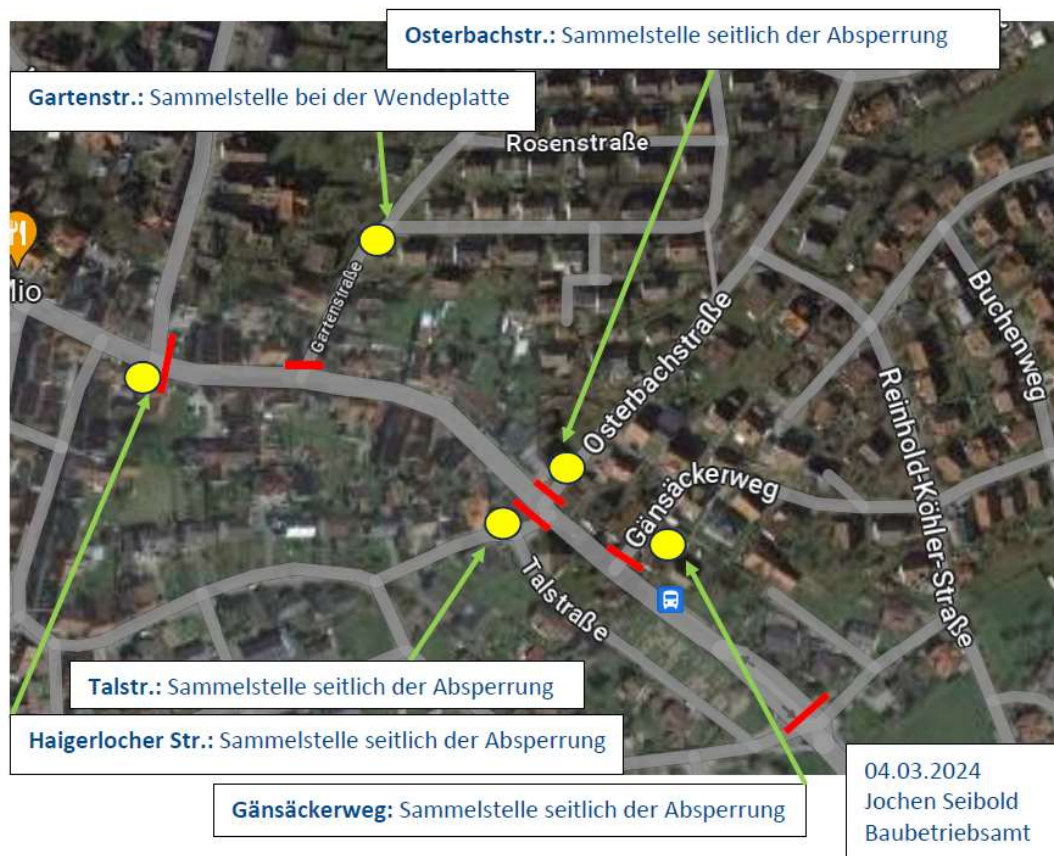 Osterbachstr.: Sammelstelle seitlich der Absperrung
Gartenstr.: Sammelstelle bei der Wendeplatte
Rosenstraße
Gartenstraße
Osterbachstraße
Buchenweg
Reinhold-Köhler-Straße
Gänsäckerweg
Talstraße
Talstr.: Sammelstelle seitlich der Absperrung
Haigerlocher Str.: Sammelstelle seitlich der Absperrung
Gänsäckerweg: Sammelstelle seitlich der Absperrung
04.03.2024
Jochen Seibold
Baubetriebsamt